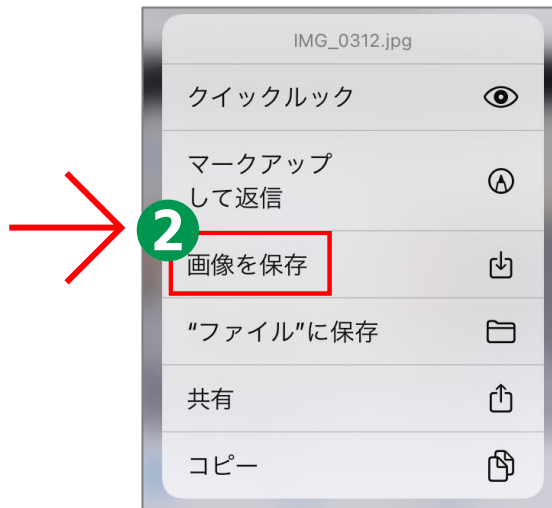 IMG_0312.jpg
クイックルック
マークアップ
して返信
2
画像を保存
“ファイル”に保存
共有
コピー